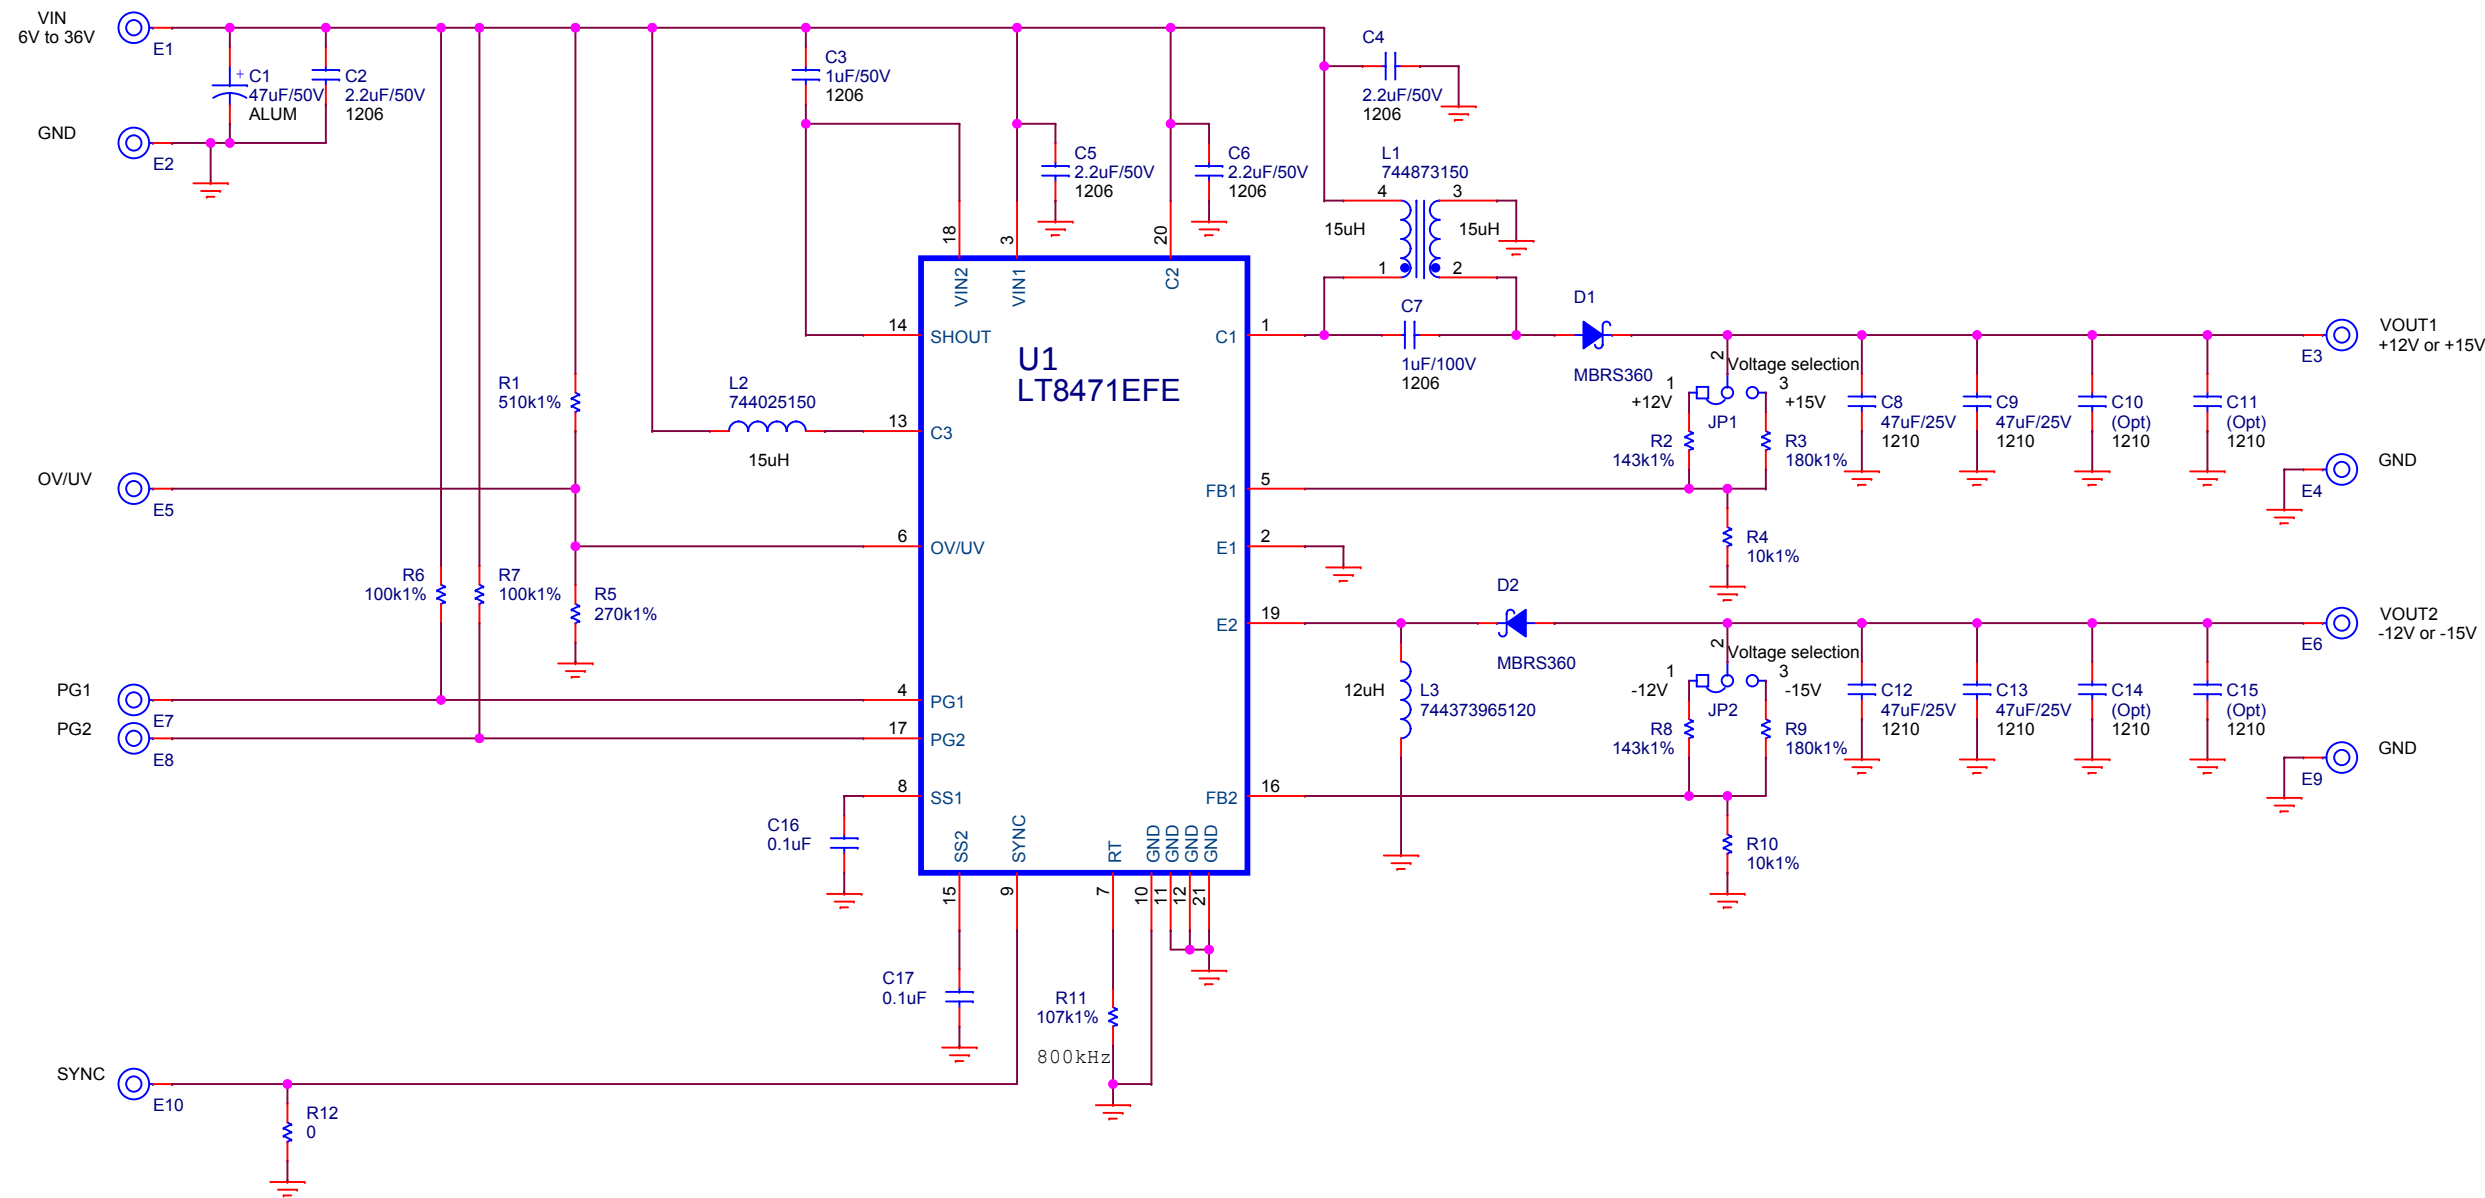 VIN
6V to 36V
E1
GND
E2
+
C1
47uF/50V
ALUM
C2
2.2uF/50V
1206
C3
1uF/50V
1206
C4
2.2uF/50V
1206
C5
2.2uF/50V
1206
C6
2.2uF/50V
1206
L1
744873150
4
3
15uH
15uH
1
2
18
3
20
VIN2
VIN1
C2
14
SHOUT
U1
LT8471EFE
C1
1
C7
1uF/100V
1206
D1
MBRS360
VOUT1
+12V or +15V
E3
R1
510k1%
L2
744025150
15uH
13
C3
2
Voltage selection
1
+12V
3
+15V
JP1
R2
143k1%
R3
180k1%
C8
47uF/25V
1210
C9
47uF/25V
1210
C10
(Opt)
1210
C11
(Opt)
1210
GND
E4
OV/UV
E5
FB1
5
6
OV/UV
E1
2
R4
10k1%
R6
100k1%
R7
100k1%
R5
270k1%
D2
MBRS360
E2
19
VOUT2
-12V or -15V
E6
2
Voltage selection
1
-12V
3
-15V
JP2
12uH
L3
744373965120
R8
143k1%
R9
180k1%
C12
47uF/25V
1210
C13
47uF/25V
1210
C14
(Opt)
1210
C15
(Opt)
1210
GND
E9
PG1
E7
4
PG1
PG2
E8
17
PG2
8
SS1
FB2
16
C16
0.1uF
R10
10k1%
SS2
SYNC
RT
GND
GND
GND
GND
15
9
7
10
11
12
21
C17
0.1uF
R11
107k1%
800kHz
SYNC
E10
R12
0